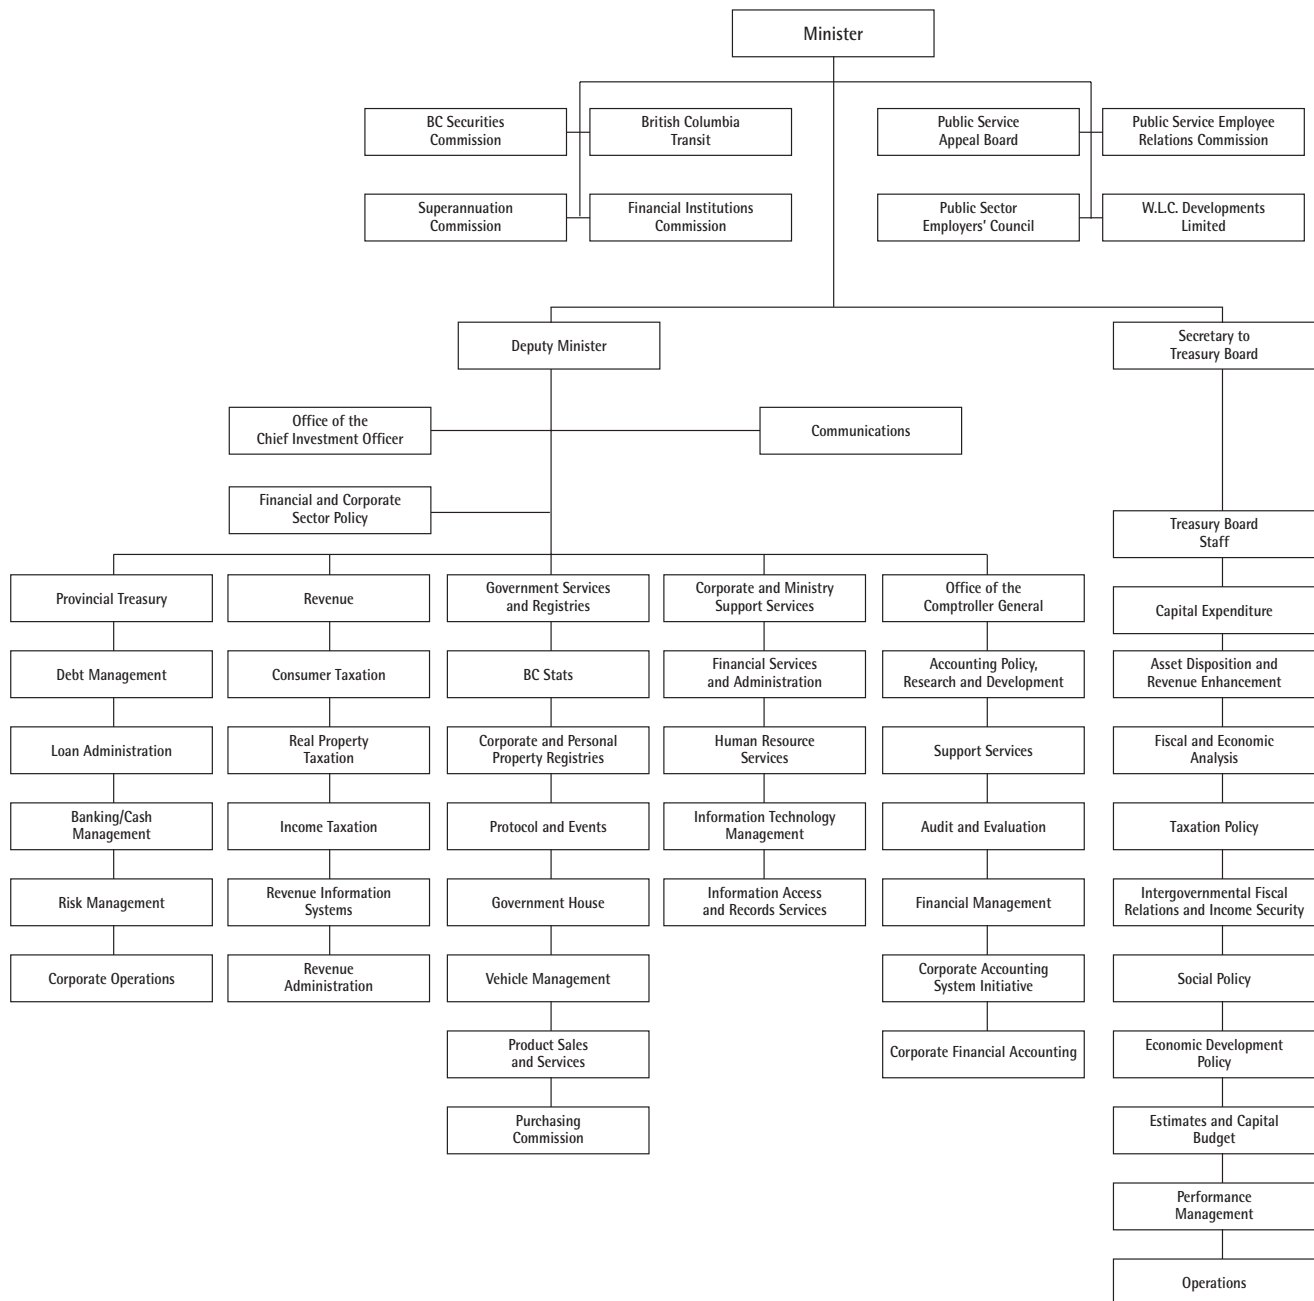 Minister
BC Securities
Commission
British Columbia
Transit
Public Service
Appeal Board
Public Service Employee
Relations Commission
Superannuation
Commission
Financial Institutions
Commission
Public Sector
Employers' Council
W.L.C. Developments
Limited
Deputy Minister
Secretary to
Treasury Board
Office of the
Chief Investment Officer
Communications
Financial and Corporate
Sector Policy
Treasury Board
Staff
Provincial Treasury
Debt Management
Loan Administration
Banking/Cash
Management
Risk Management
Corporate Operations
Revenue
Consumer Taxation
Real Property
Taxation
Income Taxation
Revenue Information
Systems
Revenue
Administration
Government Services
and Registries
BC Stats
Corporate and Personal
Property Registries
Protocol and Events
Government House
Vehicle Management
Product Sales
and Services
Purchasing
Commission
Corporate and Ministry
Support Services
Financial Services
and Administration
Human Resource
Services
Information Technology
Management
Information Access
and Records Services
Office of the
Comptroller General
Accounting Policy,
Research and Development
Support Services
Audit and Evaluation
Financial Management
Corporate Accounting
System Initiative
Corporate Financial Accounting
Capital Expenditure
Asset Disposition and
Revenue Enhancement
Fiscal and Economic
Analysis
Taxation Policy
Intergovernmental Fiscal
Relations and Income Security
Social Policy
Economic Development
Policy
Estimates and Capital
Budget
Performance
Management
Operations